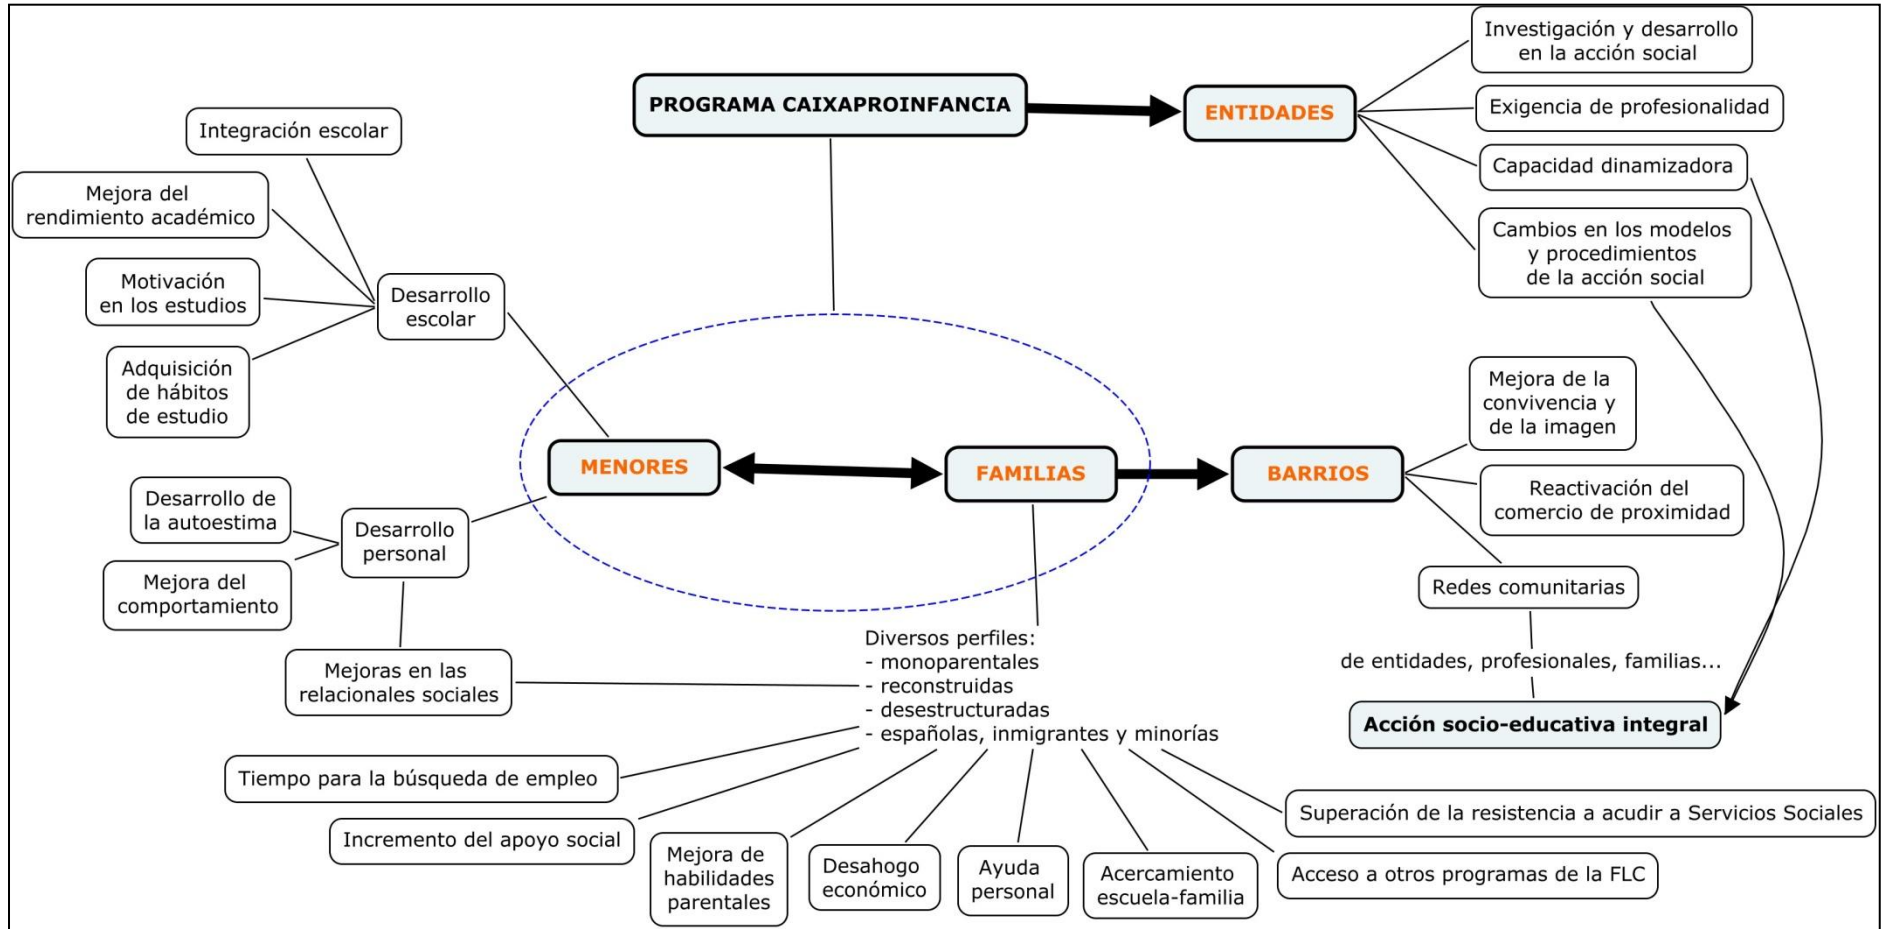 PROGRAMA CAIXAPROINFANCIA
ENTIDADES
Investigación y desarrollo
en la acción social
Exigencia de profesionalidad
Capacidad dinamizadora
Cambios en los modelos
y procedimientos
de la acción social
Integración escolar
Mejora del
rendimiento académico
Motivación
en los estudios
Adquisición
de hábitos
de estudio
Desarrollo
escolar
MENORES
FAMILIAS
BARRIOS
Mejora de la
convivencia y
de la imagen
Reactivación del
comercio de proximidad
Redes comunitarias
de entidades, profesionales, familias...
Acción socio-educativa integral
Desarrollo de
la autoestima
Mejora del
comportamiento
Desarrollo
personal
Mejoras en las
relacionales sociales
Diversos perfiles:
- monoparentales
- reconstruidas
- desestructuradas
- españolas, inmigrantes y minorías
Tiempo para la búsqueda de empleo
Incremento del apoyo social
Mejora de
habilidades
parentales
Desahogo
económico
Ayuda
personal
Acercamiento
escuela-familia
Acceso a otros programas de la FLC
Superación de la resistencia a acudir a Servicios Sociales